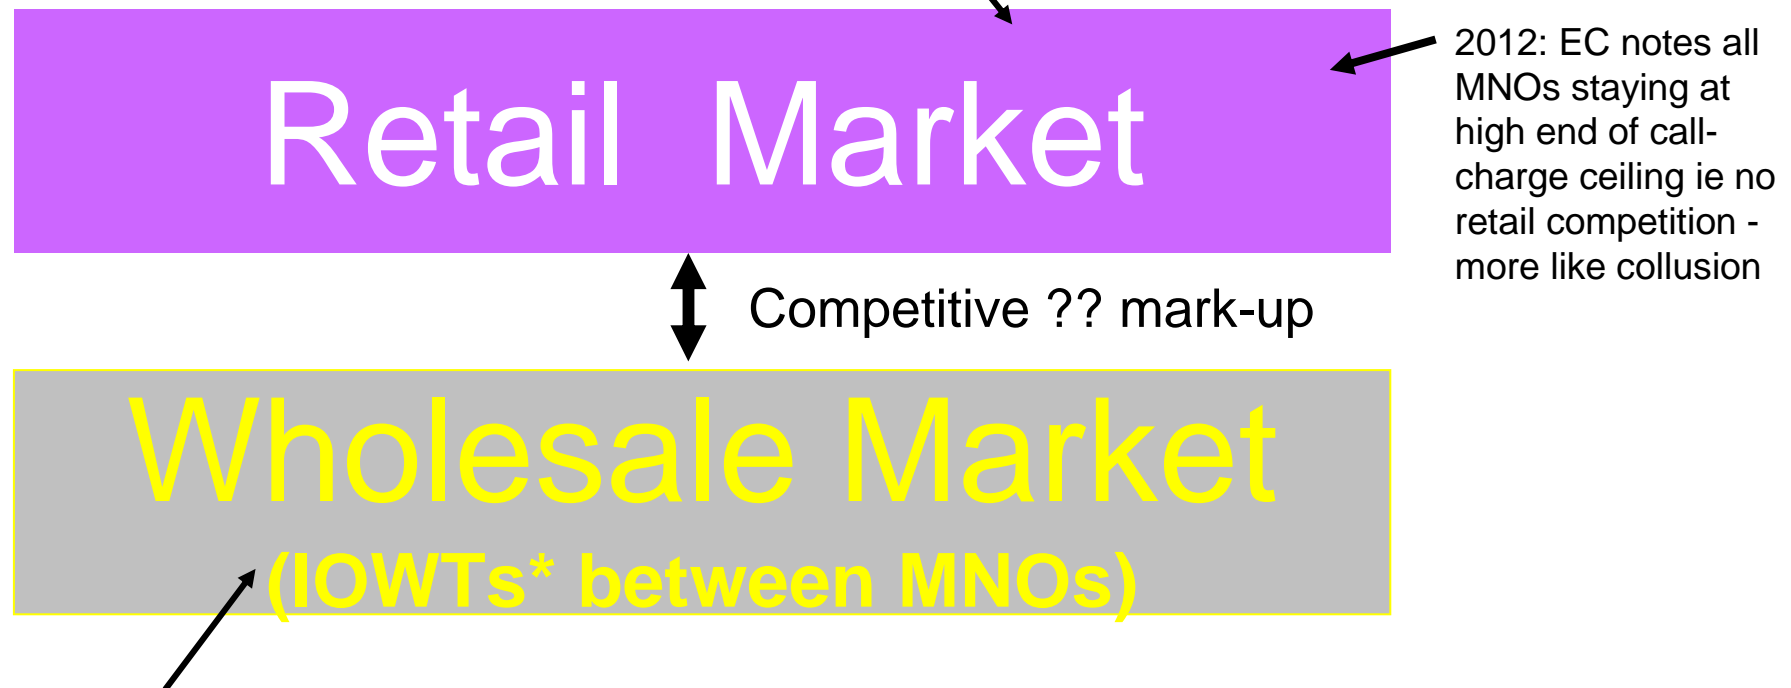 Retail Market
2012: EC notes all
MNOs staying at
high end of call-
charge ceiling ie no
retail competition -
more like collusion
Competitive ?? mark-up
Wholesale Market
(IOWTs* between MNOs)